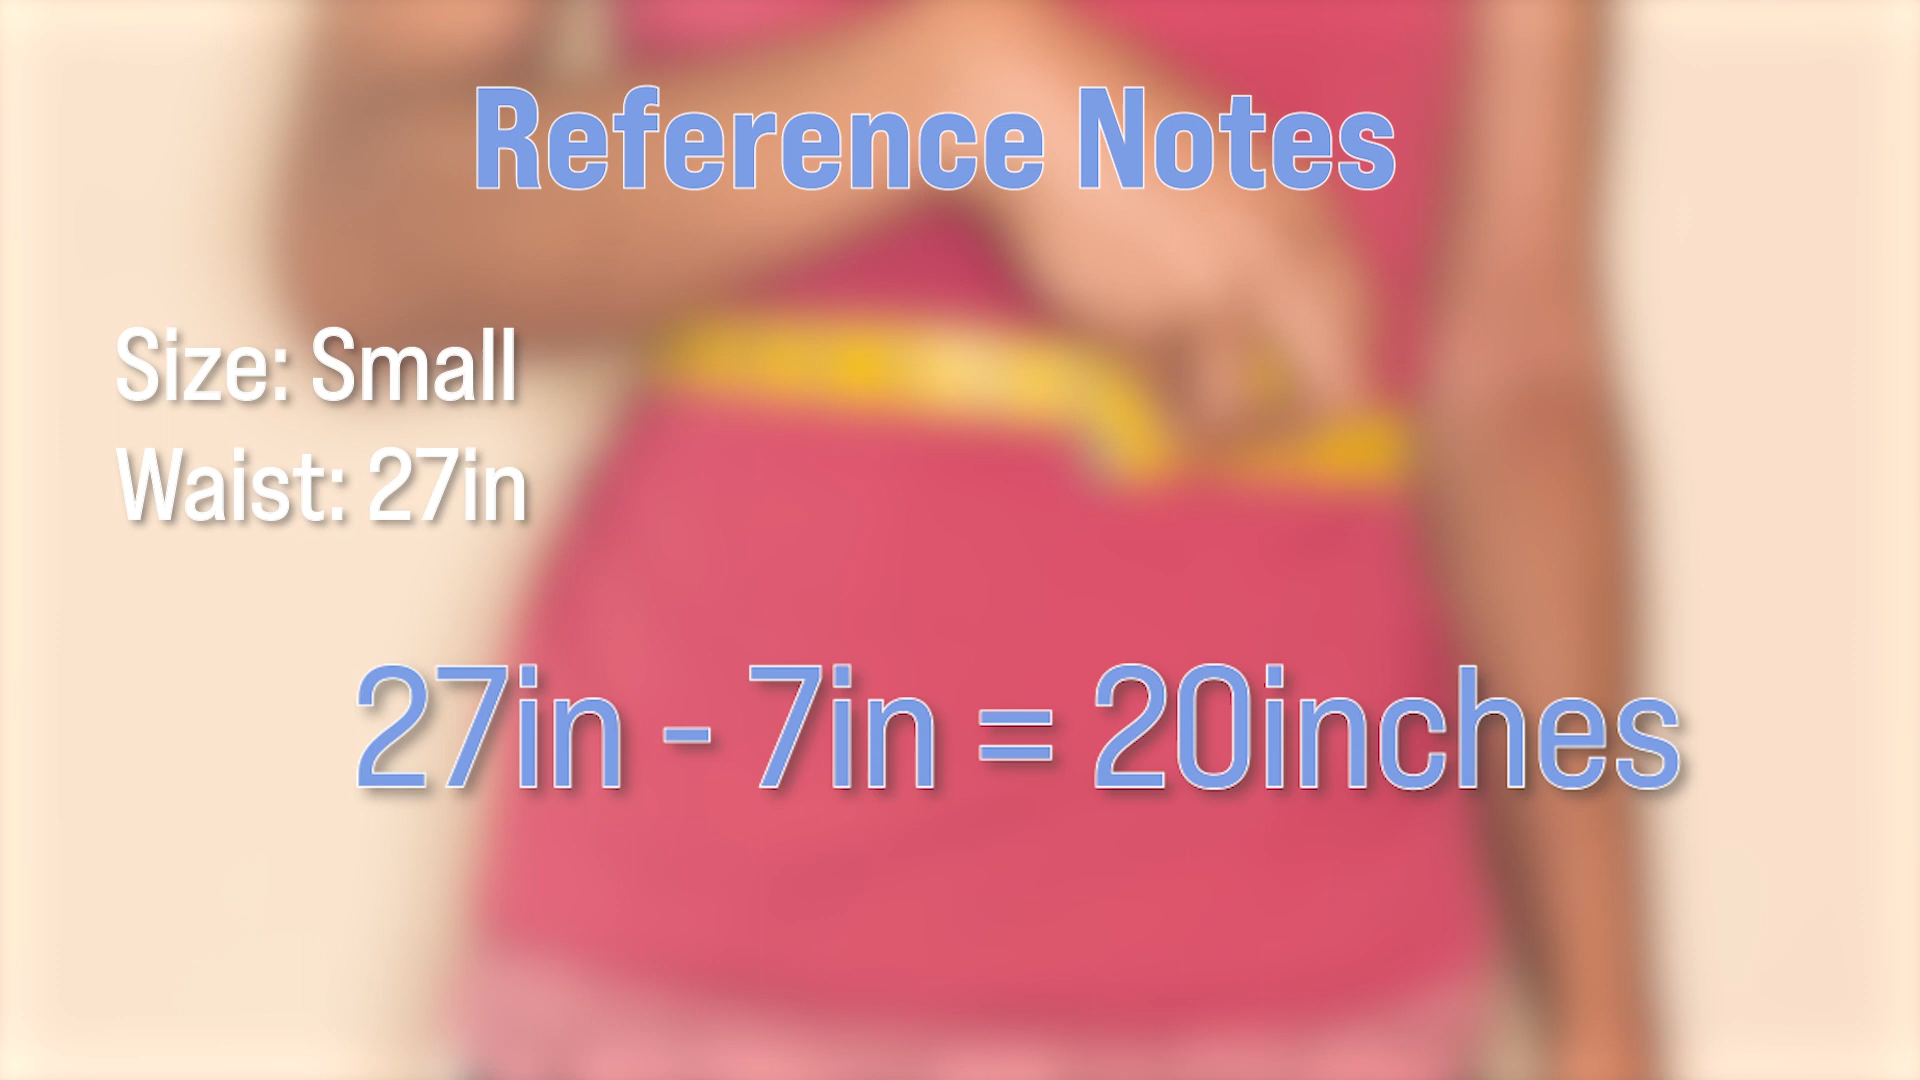 Reference Notes
Size: Small
Waist: 27in
27in - 7in = 20inches